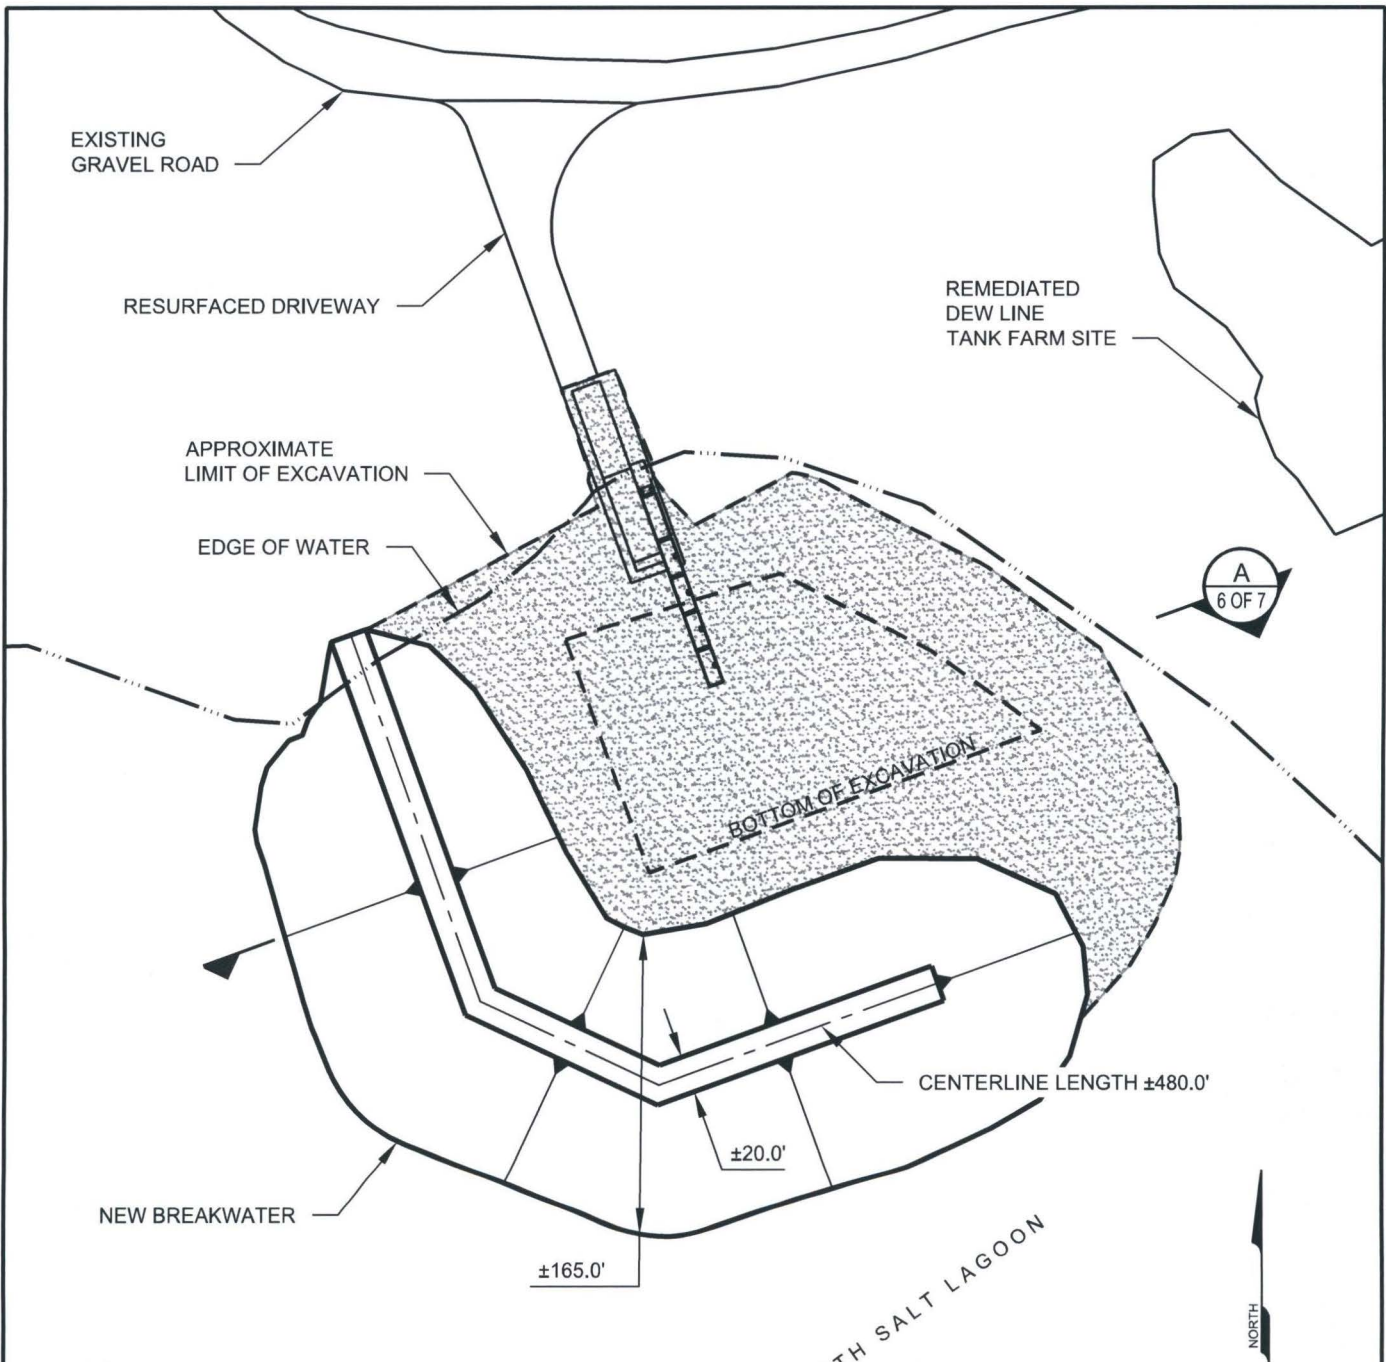 EXISTING
GRAVEL ROAD
RESURFACED DRIVEWAY
REMEDIATED
DEW LINE
TANK FARM SITE
APPROXIMATE
LIMIT OF EXCAVATION
EDGE OF WATER
A
6 OF 7
BOTTOM OF EXCAVATION
CENTERLINE LENGTH ±480.0'
±20.0'
NEW BREAKWATER
±165.0'
SALT LAGOON
NORTH